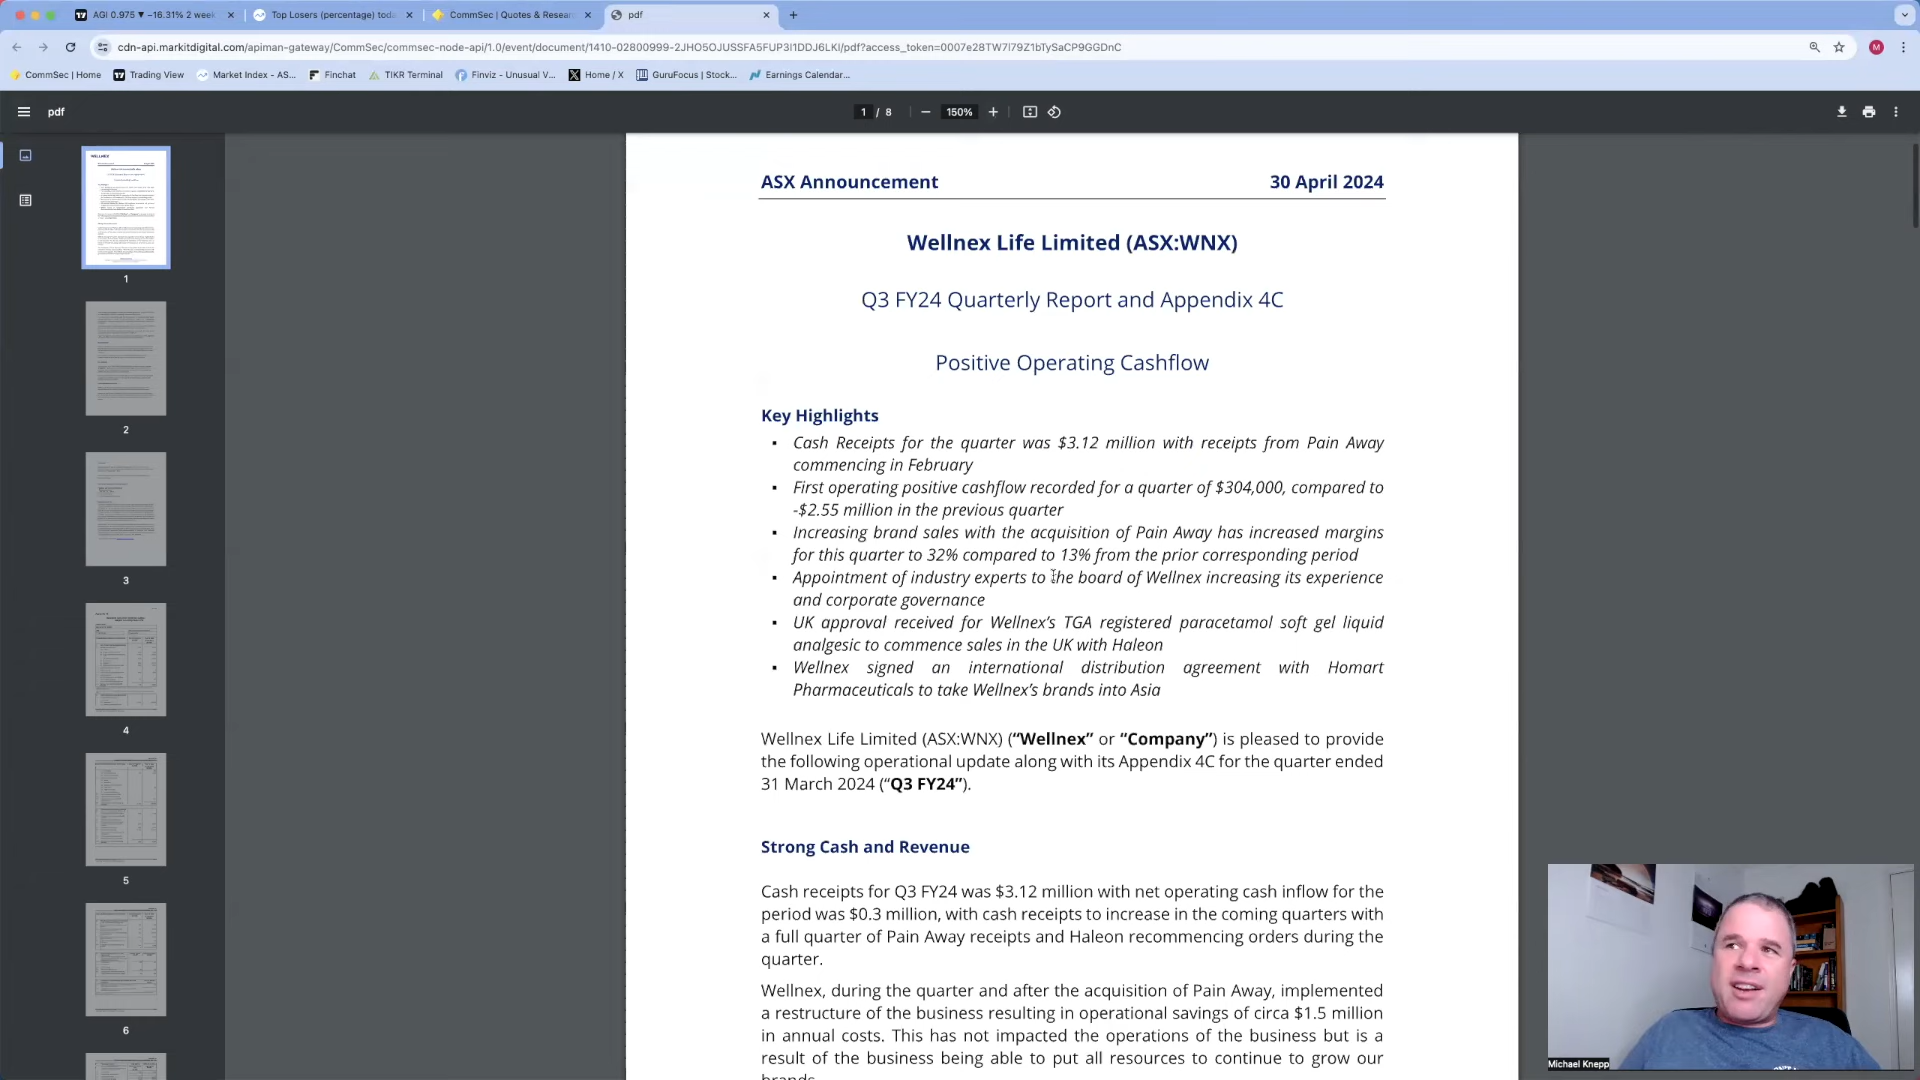 AGI 0.975 ▼ −16.31% 2 week
Top Losers (percentage) toda
CommSec | Quotes & Resear
pdf
cdn-api.markitdigital.com/apiman-gateway/CommSec/commsec-node-api/1.0/event/document/1410-02800999-2JHO5OJUSSFA5FUP3I1DDJ6LKI/pdf?access_token=0007e28TW7l79Z1bTySaCP9GGDnC
M
CommSec | Home
Trading View
Market Index - AS...
Finchat
TIKR Terminal
Finviz - Unusual V...
Home / X
GuruFocus | Stock...
Earnings Calendar...
pdf
1 / 8
150%
1
2
3
4
5
6
ASX Announcement
30 April 2024
Wellnex Life Limited (ASX:WNX)
Q3 FY24 Quarterly Report and Appendix 4C
Positive Operating Cashflow
Key Highlights
▪ Cash Receipts for the quarter was $3.12 million with receipts from Pain Away
commencing in February
▪ First operating positive cashflow recorded for a quarter of $304,000, compared to
-$2.55 million in the previous quarter
▪ Increasing brand sales with the acquisition of Pain Away has increased margins
for this quarter to 32% compared to 13% from the prior corresponding period
▪ Appointment of industry experts to the board of Wellnex increasing its experience
and corporate governance
▪ UK approval received for Wellnex's TGA registered paracetamol soft gel liquid
analgesic to commence sales in the UK with Haleon
▪ Wellnex signed an international distribution agreement with Homart
Pharmaceuticals to take Wellnex's brands into Asia
Wellnex Life Limited (ASX:WNX) (“Wellnex” or “Company”) is pleased to provide
the following operational update along with its Appendix 4C for the quarter ended
31 March 2024 (“Q3 FY24”).
Strong Cash and Revenue
Cash receipts for Q3 FY24 was $3.12 million with net operating cash inflow for the
period was $0.3 million, with cash receipts to increase in the coming quarters with
a full quarter of Pain Away receipts and Haleon recommencing orders during the
quarter.
Wellnex, during the quarter and after the acquisition of Pain Away, implemented
a restructure of the business resulting in operational savings of circa $1.5 million
in annual costs. This has not impacted the operations of the business but is a
result of the business being able to put all resources to continue to grow our
brands.
Michael Knepp